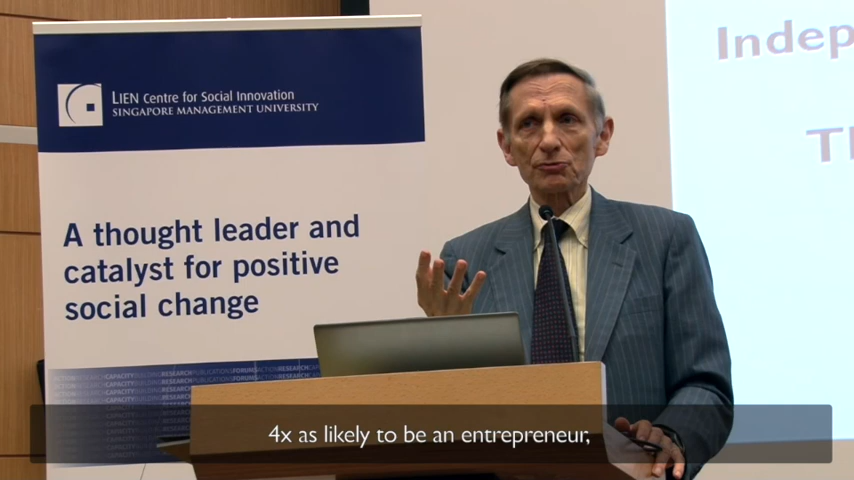 LIEN Centre for Social Innovation
SINGAPORE MANAGEMENT UNIVERSITY
A thought leader and
catalyst for positive
social change
Indep
Th
4x as likely to be an entrepreneur,